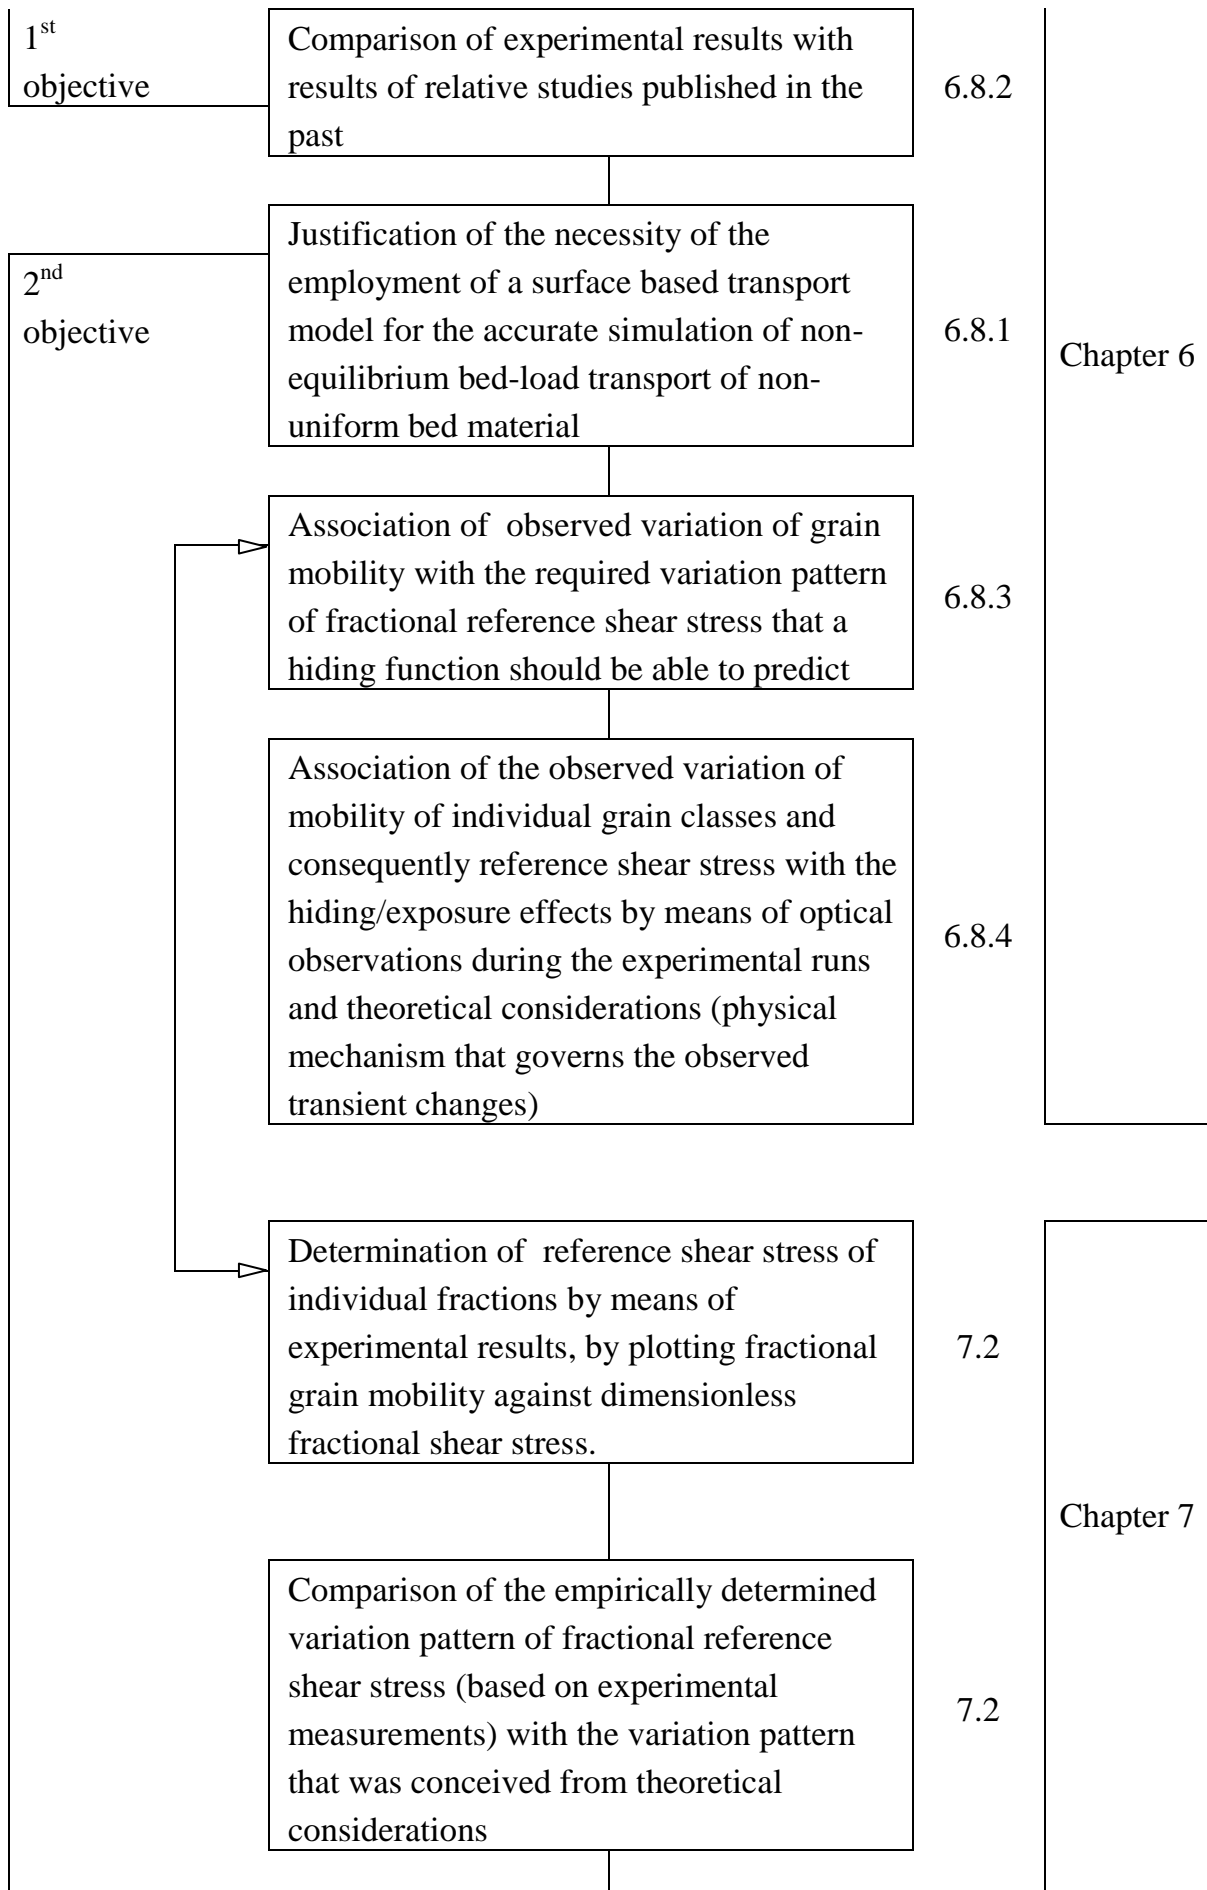 1st
objective
Comparison of experimental results with
results of relative studies published in the
past
6.8.2
2nd
objective
Justification of the necessity of the
employment of a surface based transport
model for the accurate simulation of non-
equilibrium bed-load transport of non-
uniform bed material
6.8.1
Chapter 6
Association of observed variation of grain
mobility with the required variation pattern
of fractional reference shear stress that a
hiding function should be able to predict
6.8.3
Association of the observed variation of
mobility of individual grain classes and
consequently reference shear stress with the
hiding/exposure effects by means of optical
observations during the experimental runs
and theoretical considerations (physical
mechanism that governs the observed
transient changes)
6.8.4
Determination of reference shear stress of
individual fractions by means of
experimental results, by plotting fractional
grain mobility against dimensionless
fractional shear stress.
7.2
Chapter 7
Comparison of the empirically determined
variation pattern of fractional reference
shear stress (based on experimental
measurements) with the variation pattern
that was conceived from theoretical
considerations
7.2